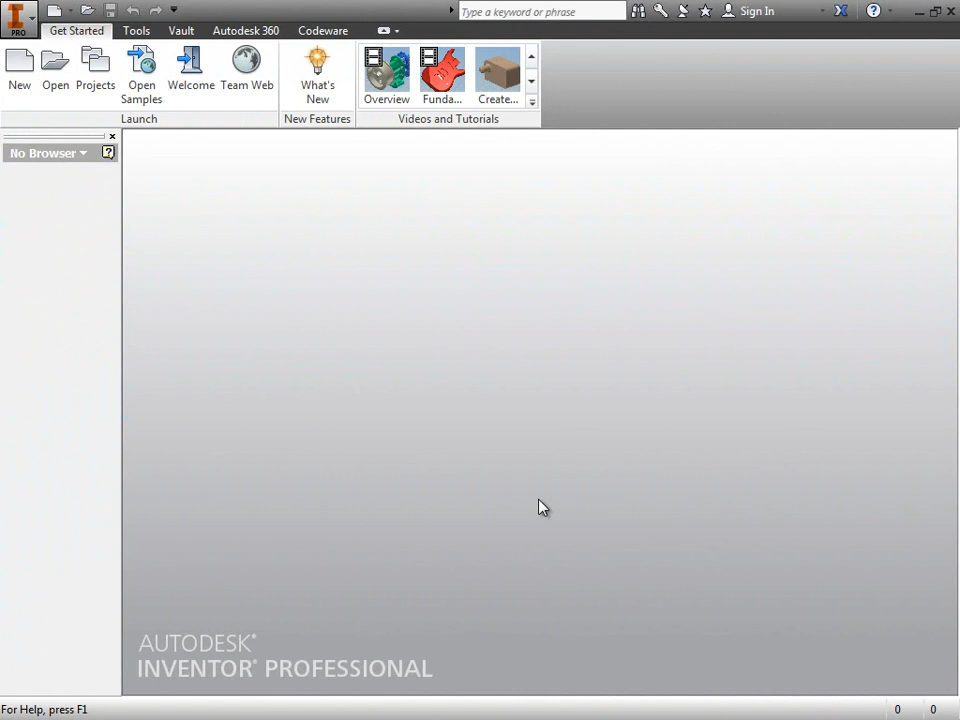 Type a keyword or phrase
Sign In
PRO
Get Started
Tools
Vault
Autodesk 360
Codeware
New
Open
Projects
Open Samples
Welcome
Team Web
What's New
Overview
Funda...
Create...
Launch
New Features
Videos and Tutorials
No Browser
AUTODESK®
INVENTOR® PROFESSIONAL
For Help, press F1
0
0